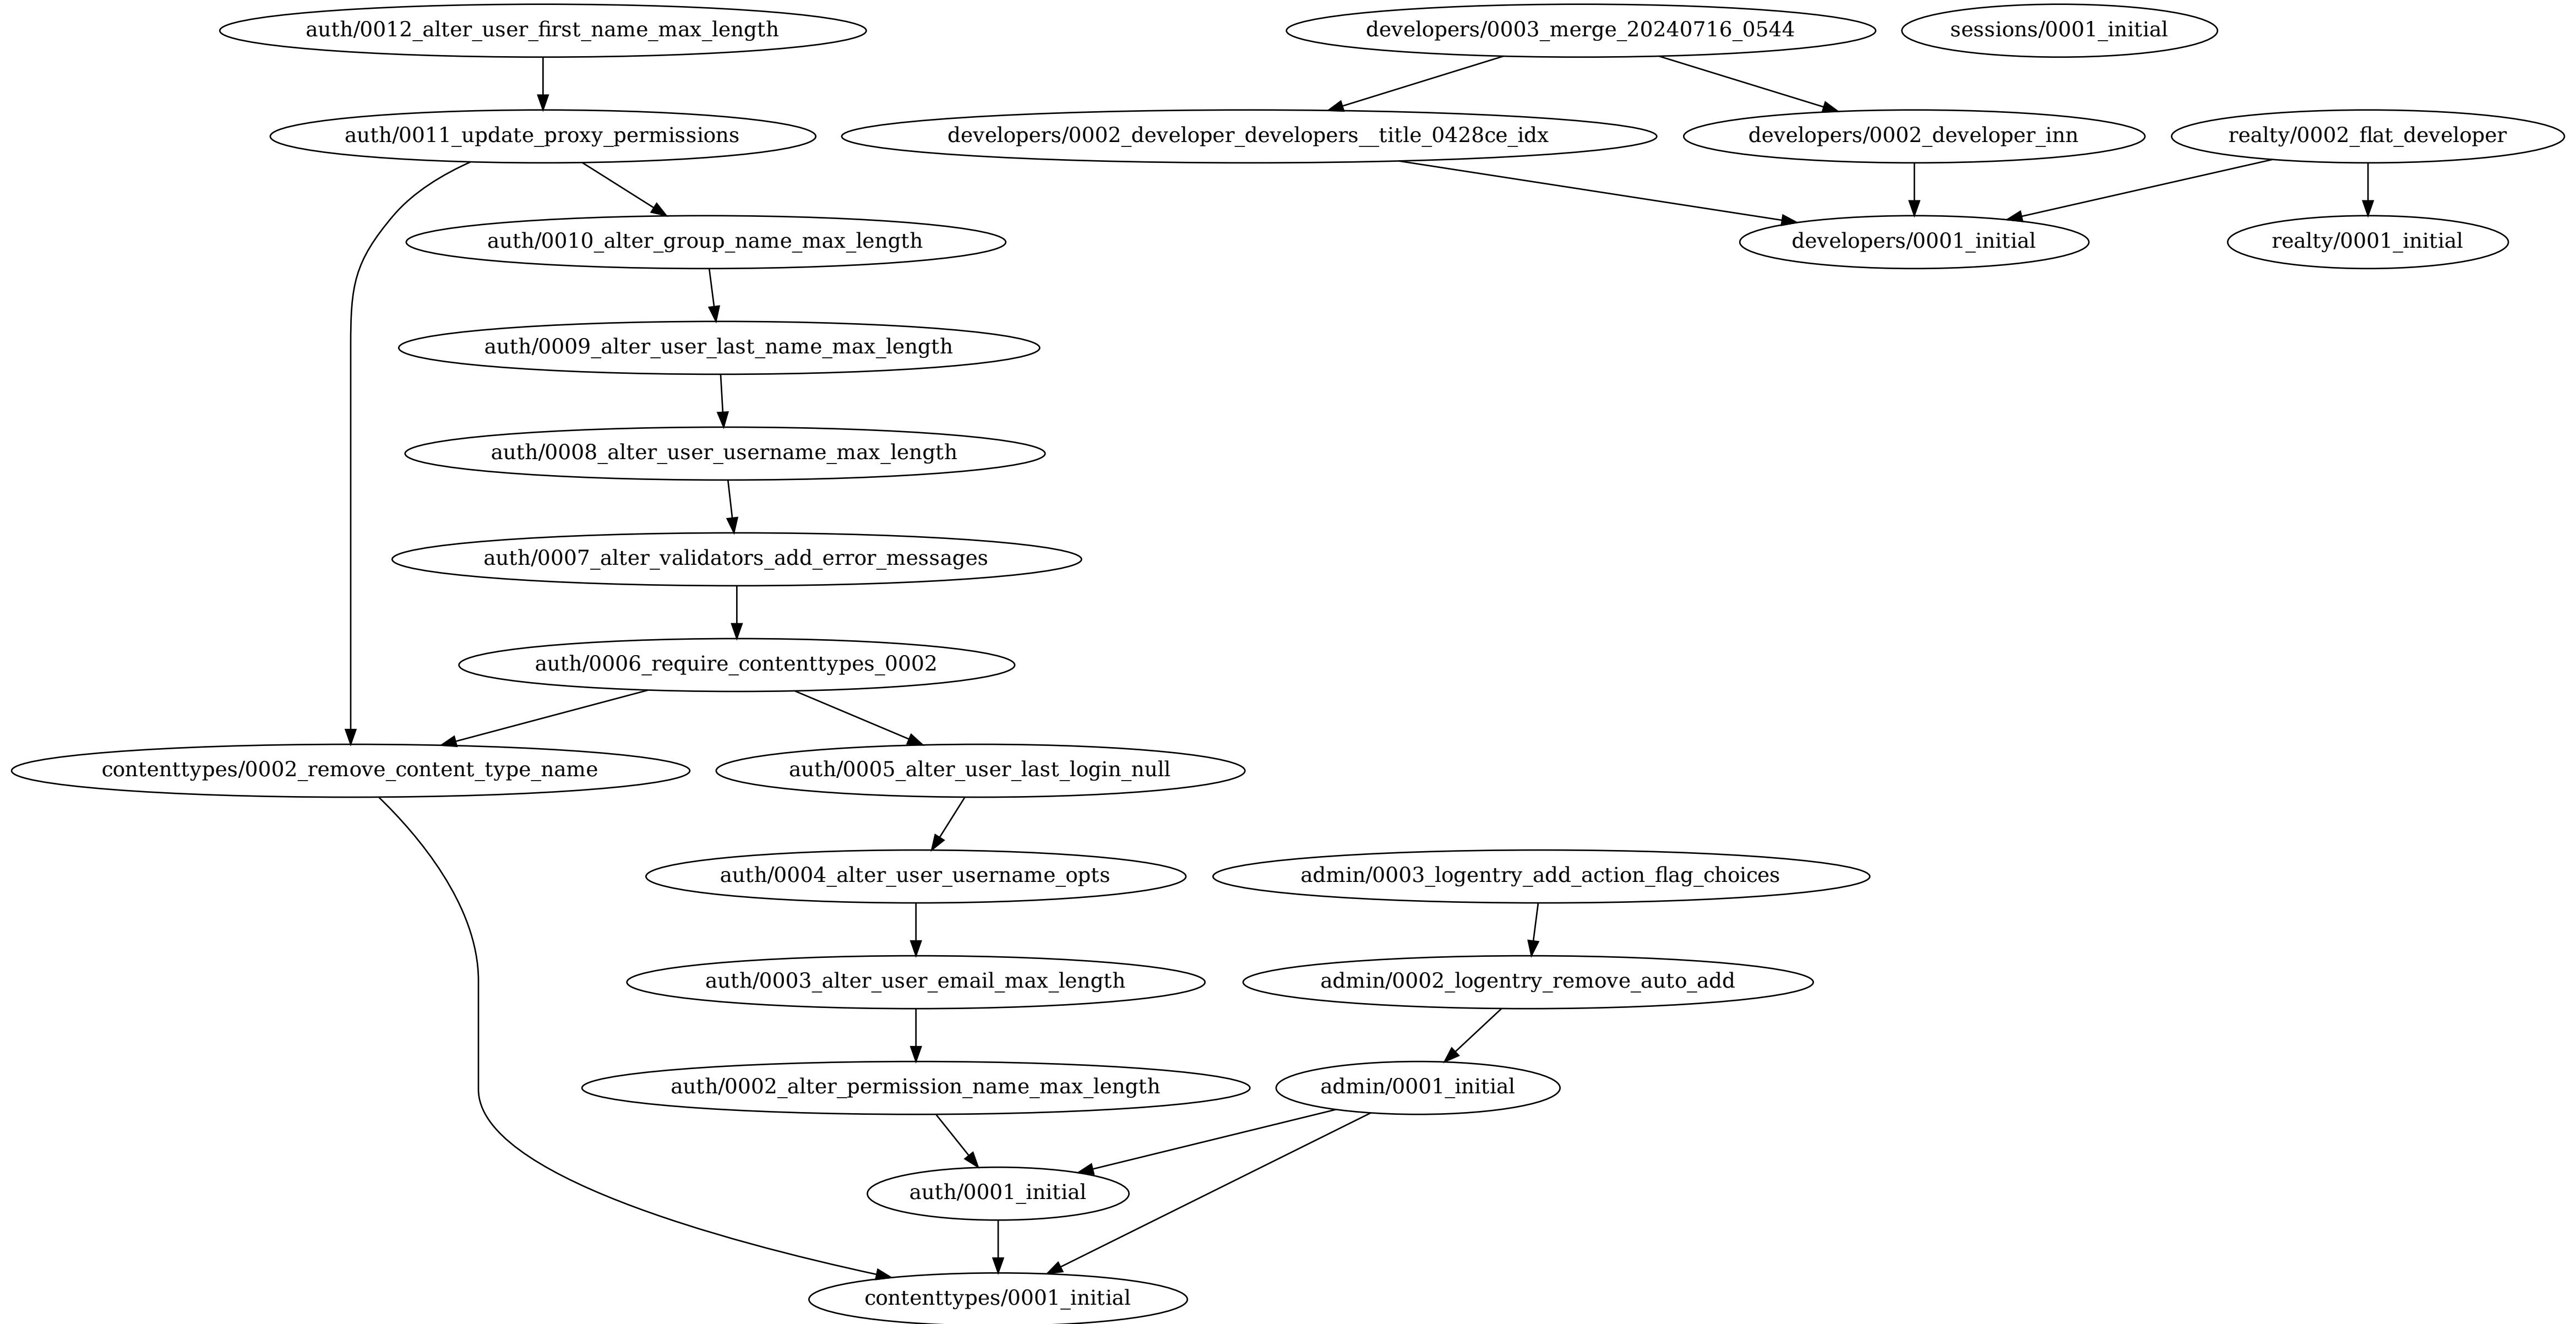 auth/0012_alter_user_first_name_max_length
developers/0003_merge_20240716_0544
sessions/0001_initial
auth/0011_update_proxy_permissions
developers/0002_developer_developers__title_0428ce_idx
developers/0002_developer_inn
realty/0002_flat_developer
auth/0010_alter_group_name_max_length
developers/0001_initial
realty/0001_initial
auth/0009_alter_user_last_name_max_length
auth/0008_alter_user_username_max_length
auth/0007_alter_validators_add_error_messages
auth/0006_require_contenttypes_0002
contenttypes/0002_remove_content_type_name
auth/0005_alter_user_last_login_null
auth/0004_alter_user_username_opts
admin/0003_logentry_add_action_flag_choices
auth/0003_alter_user_email_max_length
admin/0002_logentry_remove_auto_add
auth/0002_alter_permission_name_max_length
admin/0001_initial
auth/0001_initial
contenttypes/0001_initial